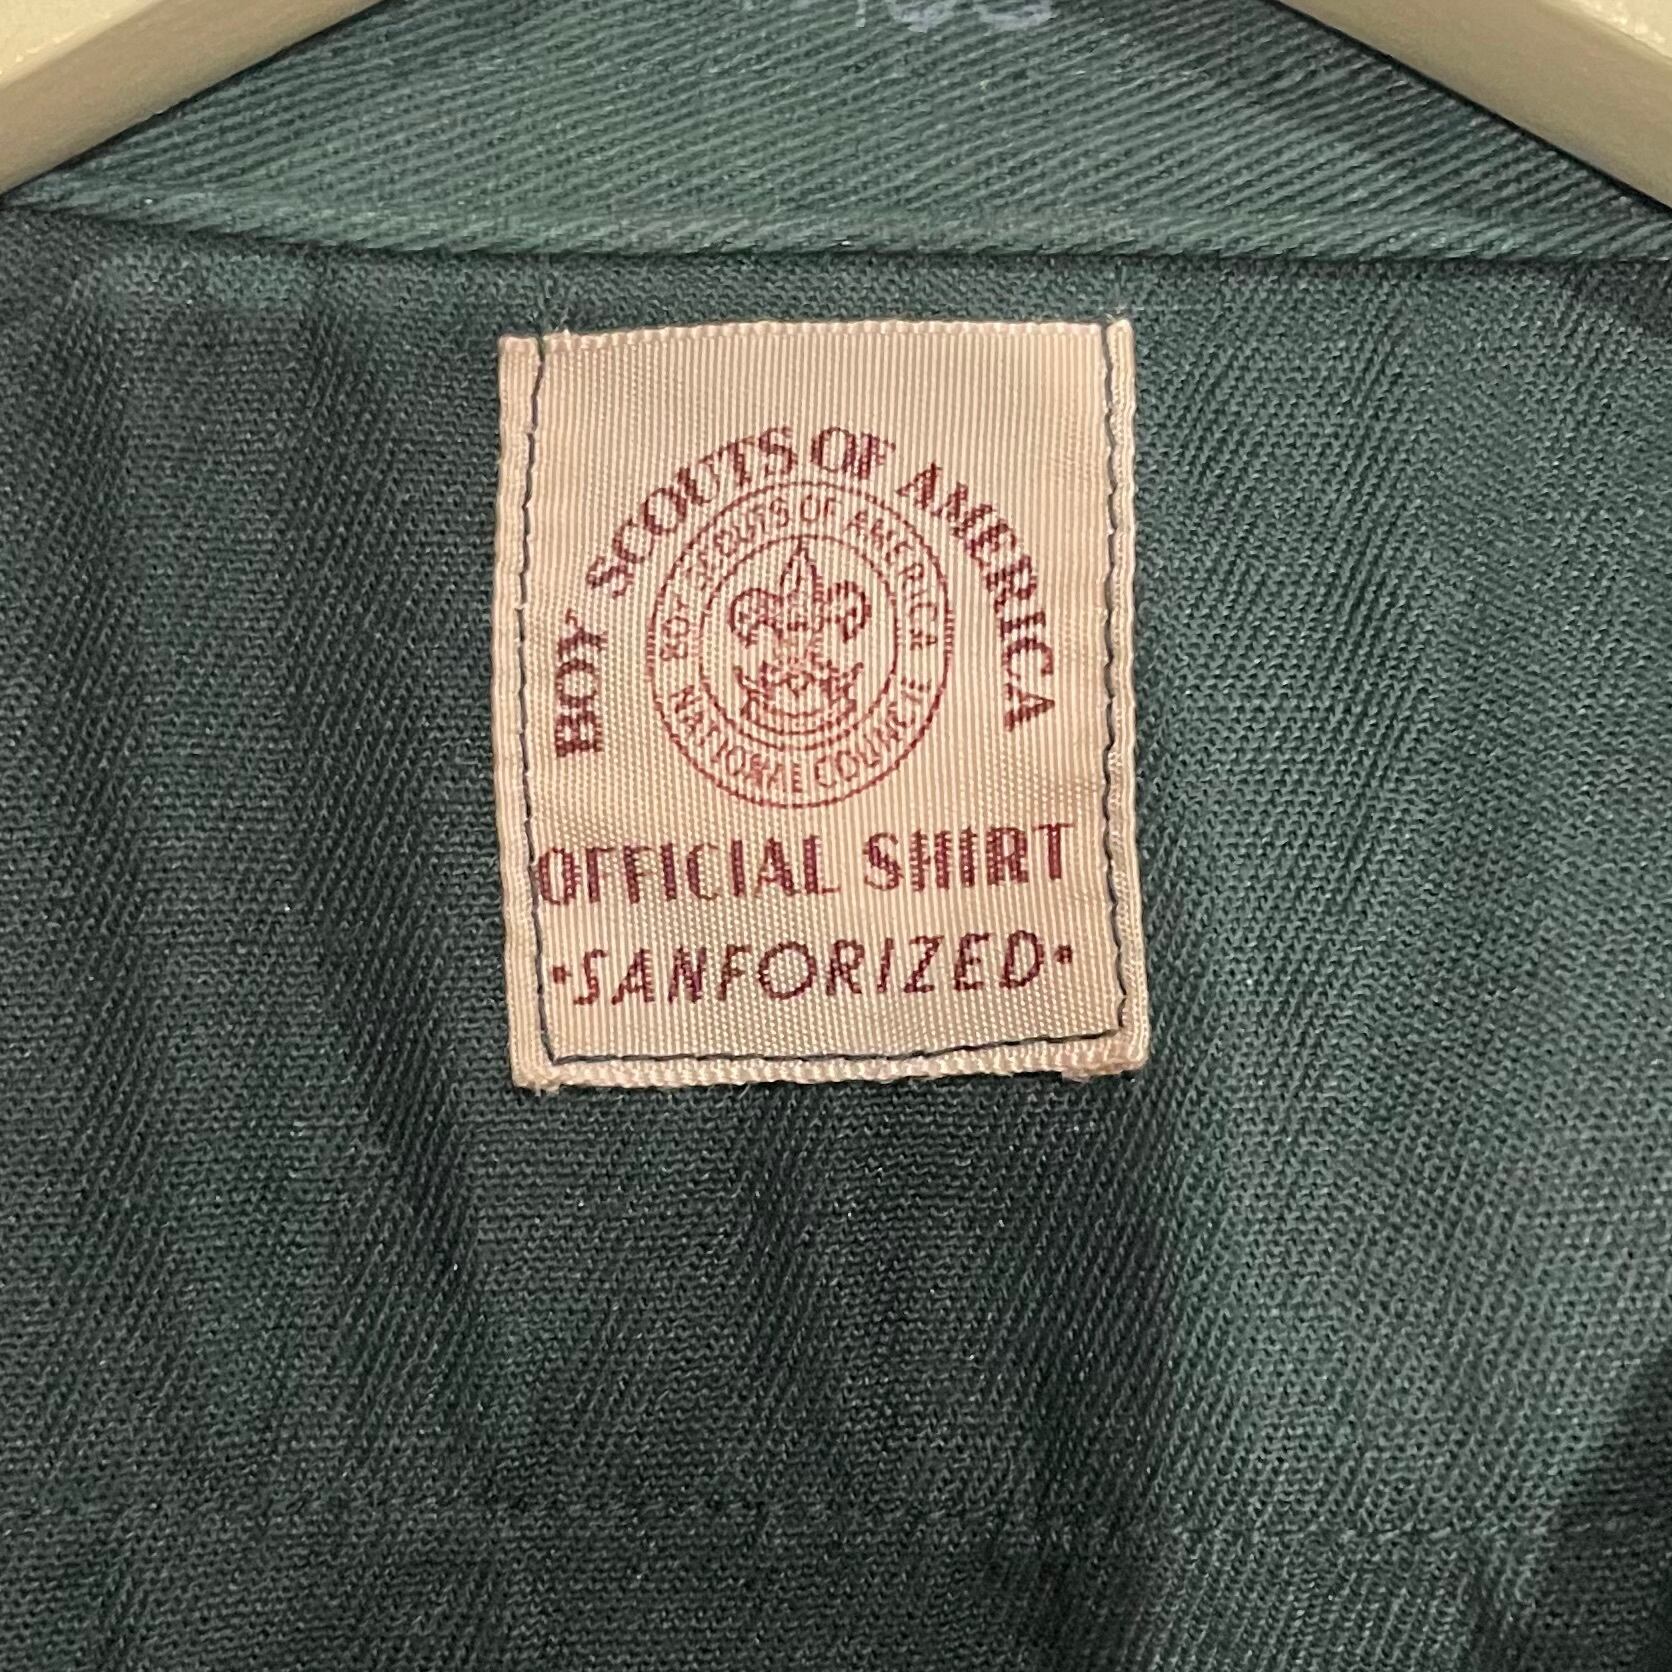 BOY SCOUTS OF AMERICA
BOY SCOUTS OF AMERICA
NATIONAL COUNCIL
OFFICIAL SHIRT
•SANFORIZED•